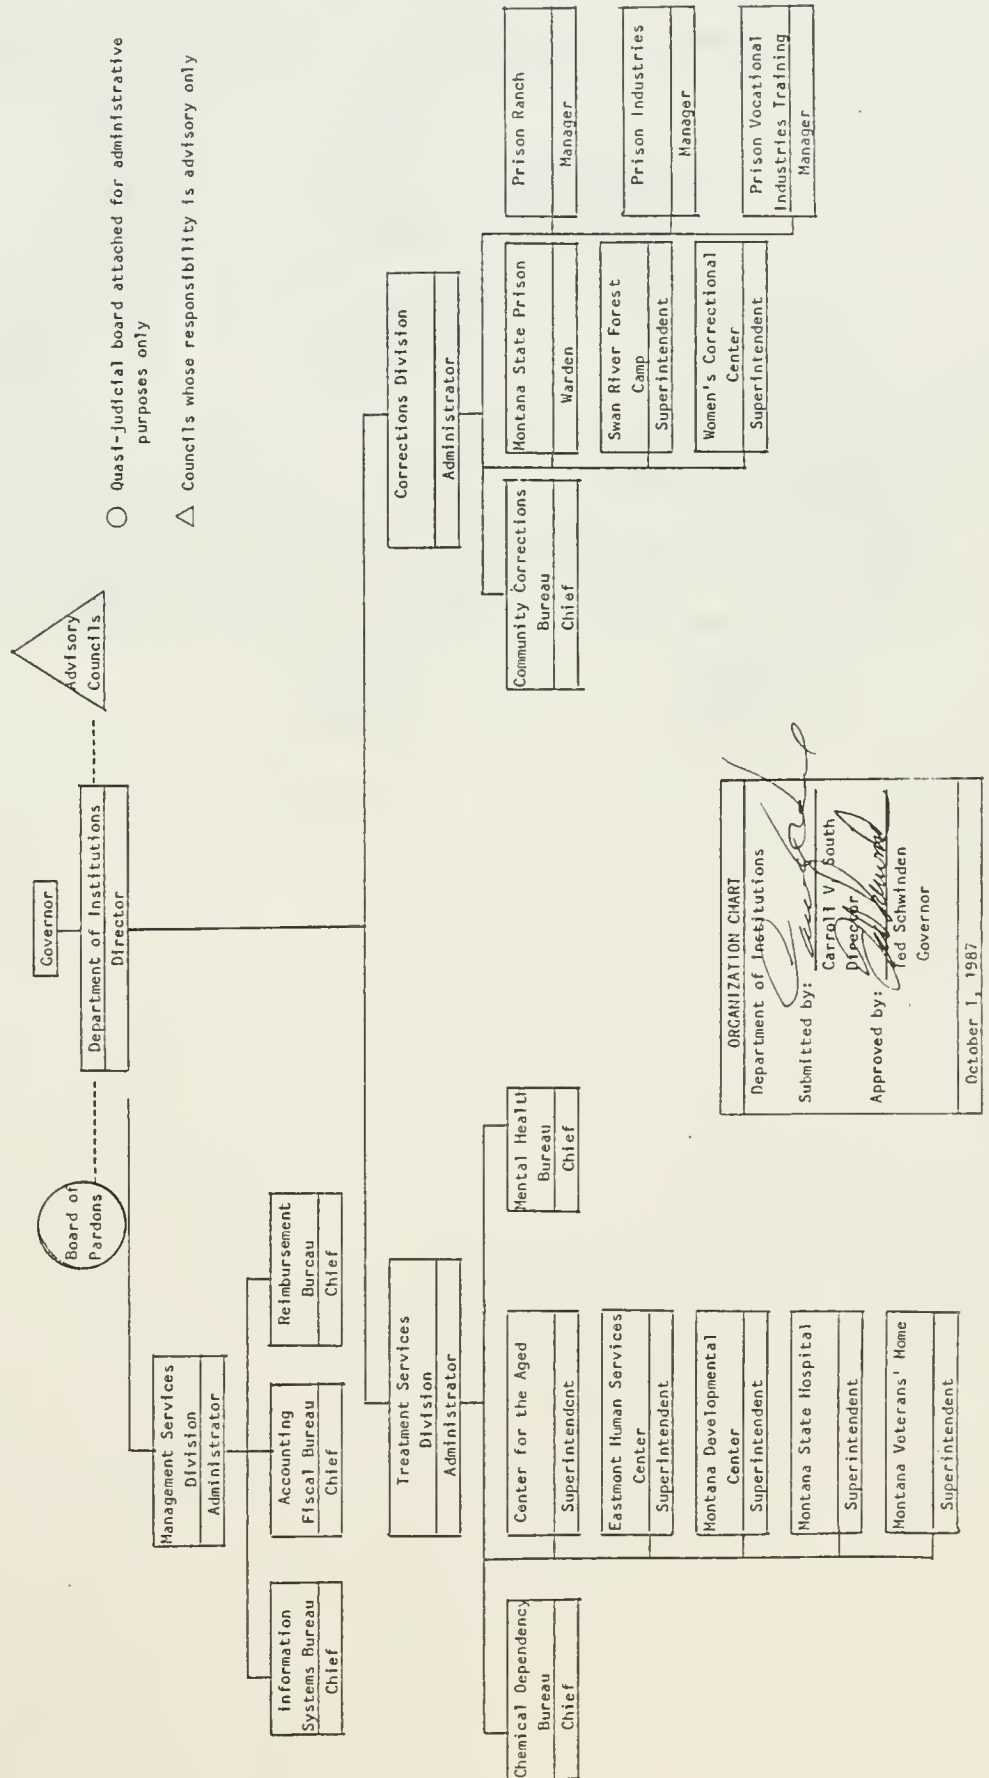 Governor
Department of Institutions
Director
Board of
Pardons
Advisory
Councils
Quasi-judicial board attached for administrative
purposes only
Councils whose responsibility is advisory only
Management Services
Division
Administrator
Information
Systems Bureau
Chief
Accounting
Fiscal Bureau
Chief
Reimbursement
Bureau
Chief
Treatment Services
Division
Administrator
Corrections Division
Administrator
Chemical Dependency
Bureau
Chief
Center for the Aged
Superintendent
Eastmont Human Services
Center
Superintendent
Montana Developmental
Center
Superintendent
Montana State Hospital
Superintendent
Montana Voterans' Home
Superintendent
Mental Health
Bureau
Chief
Community Corrections
Bureau
Chief
Montana State Prison
Warden
Swan River Forest
Camp
Superintendent
Women's Correctional
Center
Superintendent
Prison Ranch
Manager
Prison Industries
Manager
Prison Vocational
Industries Training
Manager
ORGANIZATION CHART
Department of Institutions
Submitted by:
Carroll V. South
Director
Approved by:
Ted Schwinden
Governor
October 1, 1987